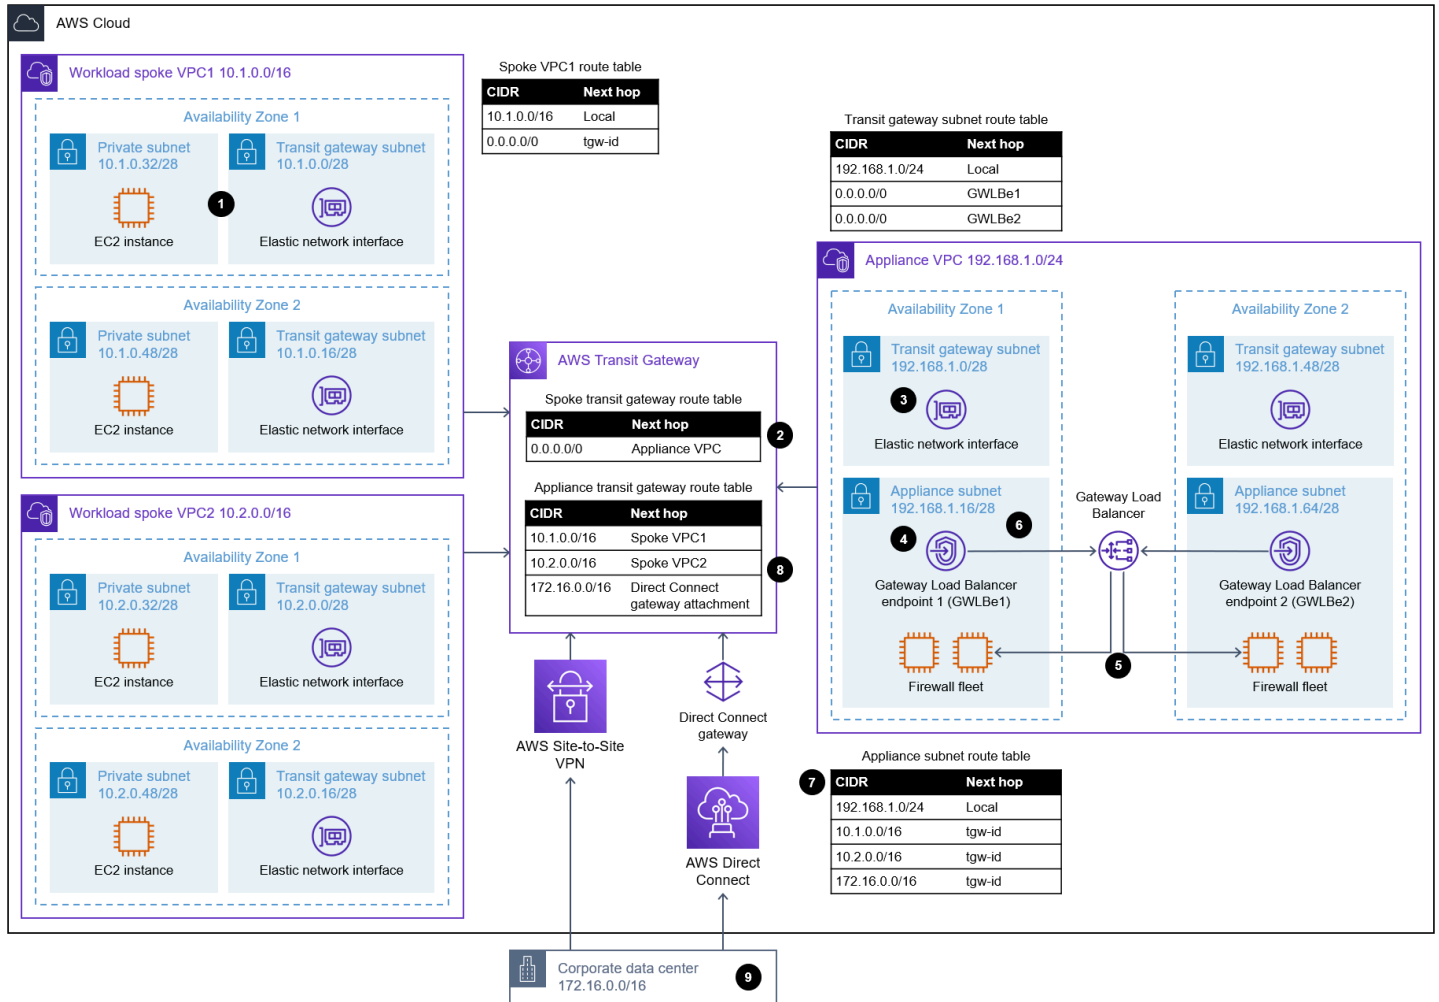 AWS Cloud
Workload spoke VPC1 10.1.0.0/16
Availability Zone 1
Private subnet
10.1.0.32/28
EC2 instance
1
Transit gateway subnet
10.1.0.0/28
Elastic network interface
Availability Zone 2
Private subnet
10.1.0.48/28
EC2 instance
Transit gateway subnet
10.1.0.16/28
Elastic network interface
Workload spoke VPC2 10.2.0.0/16
Availability Zone 1
Private subnet
10.2.0.32/28
EC2 instance
Transit gateway subnet
10.2.0.0/28
Elastic network interface
Availability Zone 2
Private subnet
10.2.0.48/28
EC2 instance
Transit gateway subnet
10.2.0.16/28
Elastic network interface
Spoke VPC1 route table
CIDR Next hop
10.1.0.0/16 Local
0.0.0.0/0 tgw-id
AWS Transit Gateway
Spoke transit gateway route table
CIDR Next hop
0.0.0.0/0 Appliance VPC
2
Appliance transit gateway route table
CIDR Next hop
10.1.0.0/16 Spoke VPC1
10.2.0.0/16 Spoke VPC2
172.16.0.0/16 Direct Connect
gateway attachment
8
AWS Site-to-Site
VPN
Direct Connect
gateway
AWS Direct
Connect
Corporate data center
172.16.0.0/16
9
Transit gateway subnet route table
CIDR Next hop
192.168.1.0/24 Local
0.0.0.0/0 GWLBe1
0.0.0.0/0 GWLBe2
Appliance VPC 192.168.1.0/24
Availability Zone 1
Transit gateway subnet
192.168.1.0/28
3
Elastic network interface
Appliance subnet
192.168.1.16/28
4
6
Gateway Load Balancer
endpoint 1 (GWLBe1)
Firewall fleet
Gateway Load
Balancer
5
Availability Zone 2
Transit gateway subnet
192.168.1.48/28
Elastic network interface
Appliance subnet
192.168.1.64/28
Gateway Load Balancer
endpoint 2 (GWLBe2)
Firewall fleet
Appliance subnet route table
7
CIDR Next hop
192.168.1.0/24 Local
10.1.0.0/16 tgw-id
10.2.0.0/16 tgw-id
172.16.0.0/16 tgw-id